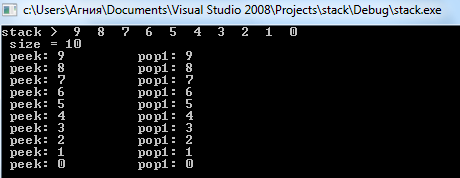 c:\Users\Агния\Documents\Visual Studio 2008\Projects\stack\Debug\stack.exe
stack > 9 8 7 6 5 4 3 2 1 0
size = 10
peek: 9 pop1: 9
peek: 8 pop1: 8
peek: 7 pop1: 7
peek: 6 pop1: 6
peek: 5 pop1: 5
peek: 4 pop1: 4
peek: 3 pop1: 3
peek: 2 pop1: 2
peek: 1 pop1: 1
peek: 0 pop1: 0